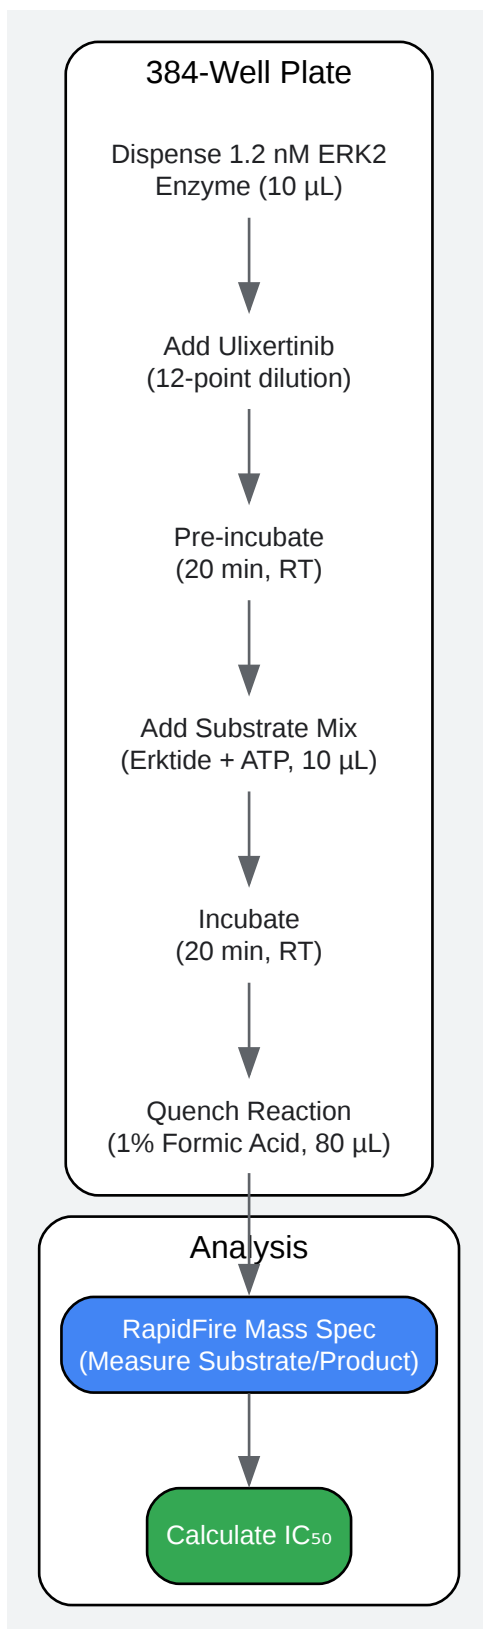 384-Well Plate
Dispense 1.2 nM ERK2
Enzyme (10 µL)
Add Ulixertinib
(12-point dilution)
Pre-incubate
(20 min, RT)
Add Substrate Mix
(Erktide + ATP, 10 µL)
Incubate
(20 min, RT)
Quench Reaction
(1% Formic Acid, 80 µL)
Analysis
RapidFire Mass Spec
(Measure Substrate/Product)
Calculate IC₅₀